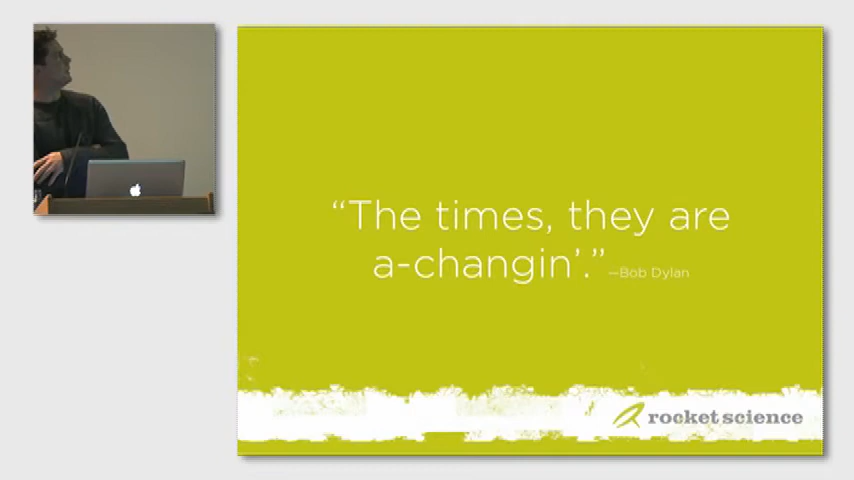 “The times, they are
a-changin’.” —Bob Dylan
rocket science